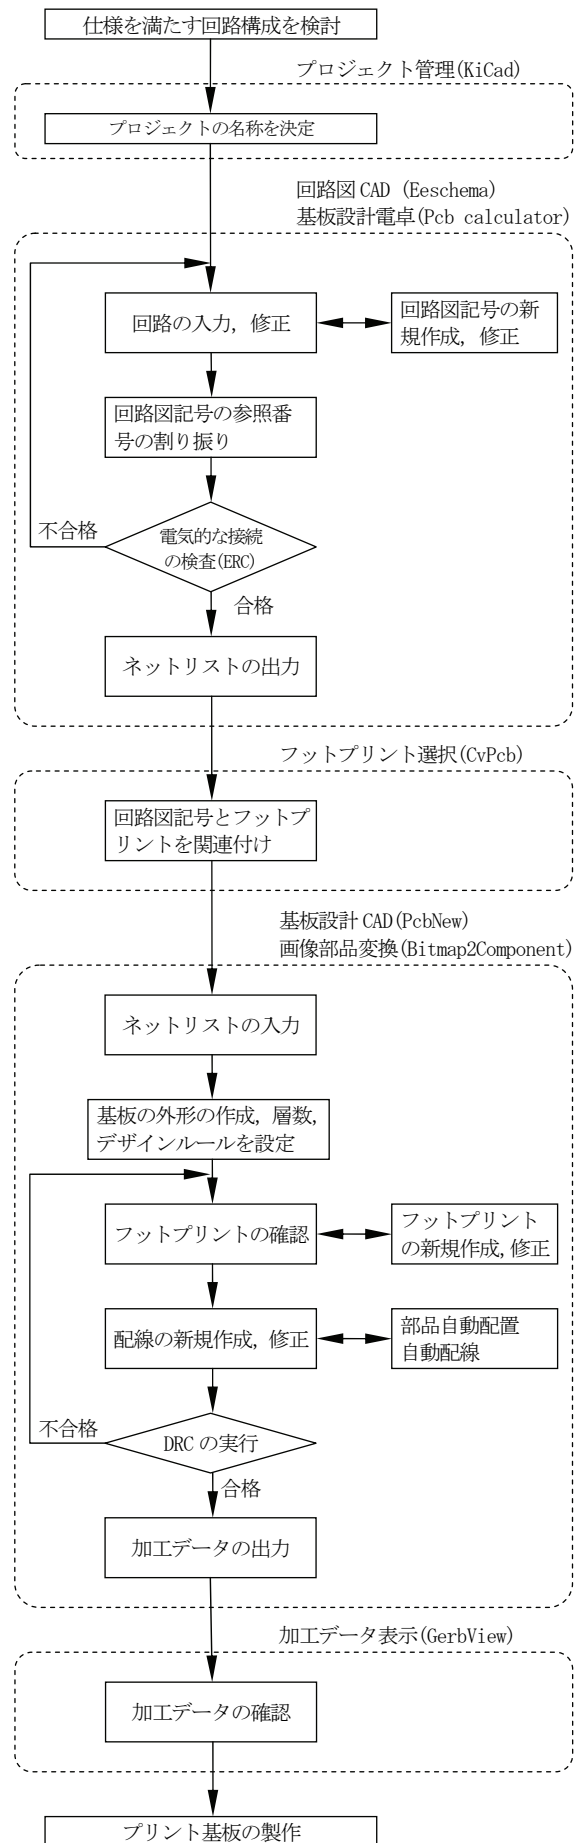 仕様を満たす回路構成を検討
プロジェクト管理(KiCad)
プロジェクトの名称を決定
回路図 CAD (Eeschema)
基板設計電卓(Pcb calculator)
回路の入力, 修正
回路図記号の新
規作成, 修正
回路図記号の参照番
号の割り振り
不合格
電気的な接続
の検査(ERC)
合格
ネットリストの出力
フットプリント選択(CvPcb)
回路図記号とフットプ
リントを関連付け
基板設計 CAD(PcbNew)
画像部品変換(Bitmap2Component)
ネットリストの入力
基板の外形の作成, 層数,
デザインルールを設定
フットプリントの確認
フットプリント
の新規作成, 修正
配線の新規作成, 修正
部品自動配置
自動配線
不合格
DRC の実行
合格
加工データの出力
加工データ表示(GerbView)
加工データの確認
プリント基板の製作